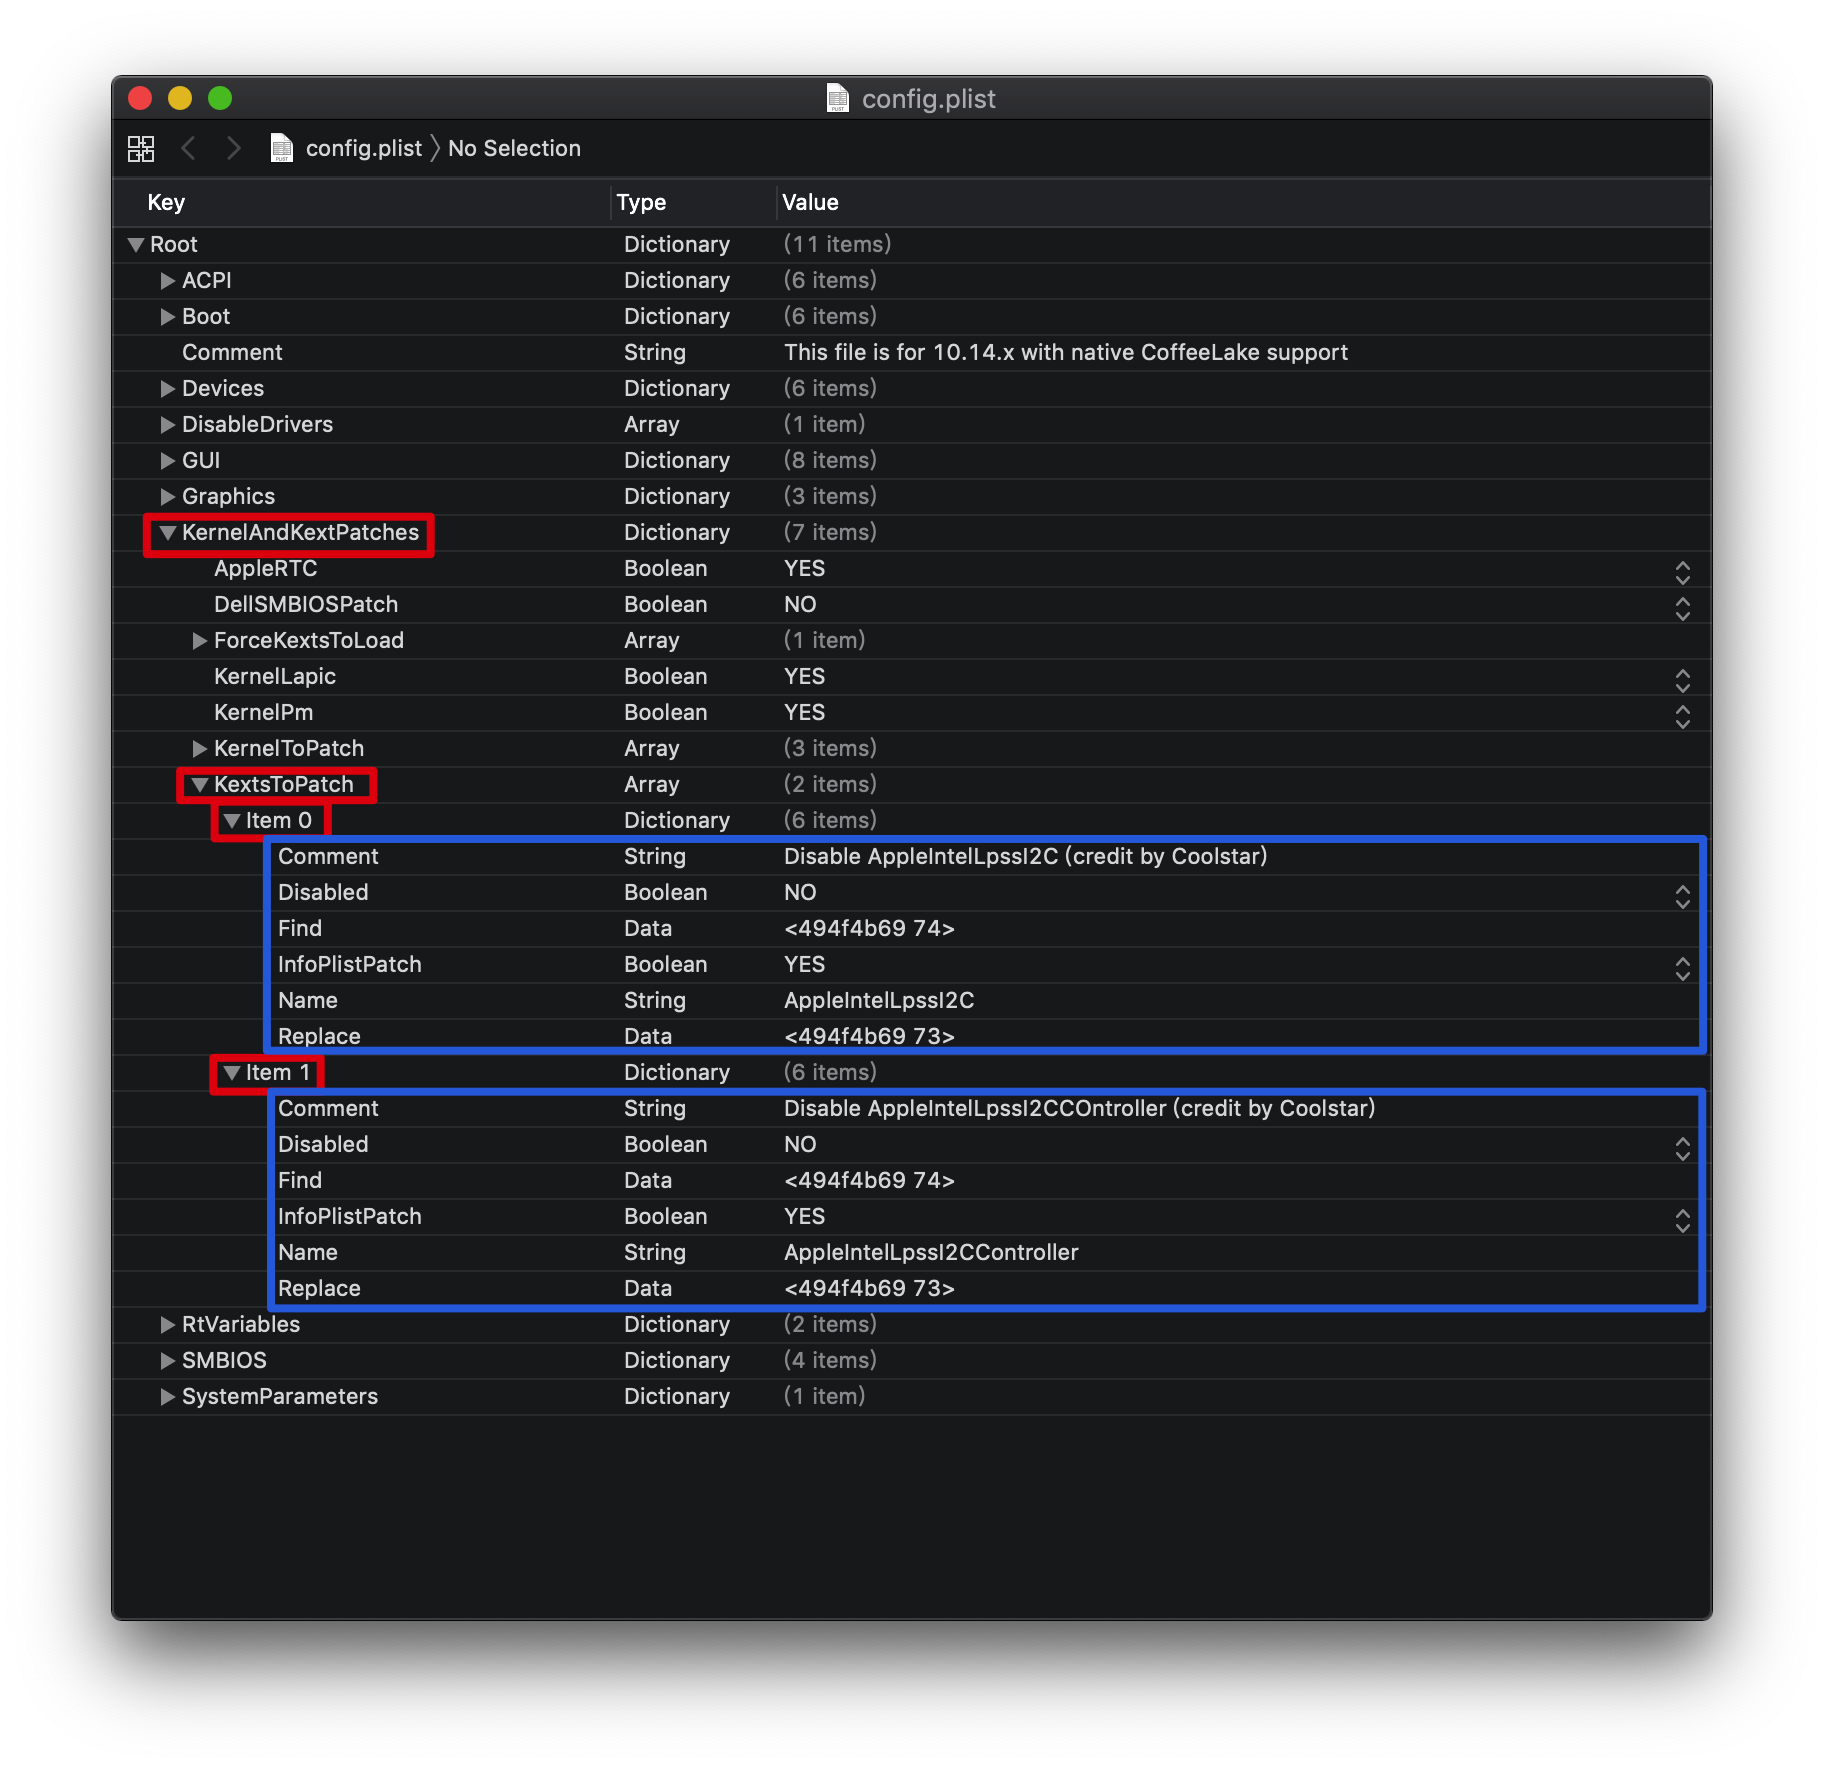 config.plist
config.plist No Selection
Key Type Value
Root Dictionary (11 items)
ACPI Dictionary (6 items)
Boot Dictionary (6 items)
Comment String This file is for 10.14.x with native CoffeeLake support
Devices Dictionary (6 items)
DisableDrivers Array (1 item)
GUI Dictionary (8 items)
Graphics Dictionary (3 items)
KernelAndKextPatches Dictionary (7 items)
AppleRTC Boolean YES
DellSMBIOSPatch Boolean NO
ForceKextsToLoad Array (1 item)
KernelLapic Boolean YES
KernelPm Boolean YES
KernelToPatch Array (3 items)
KextsToPatch Array (2 items)
Item 0 Dictionary (6 items)
Comment String Disable AppleIntelLpssI2C (credit by Coolstar)
Disabled Boolean NO
Find Data <494f4b69 74>
InfoPlistPatch Boolean YES
Name String AppleIntelLpssI2C
Replace Data <494f4b69 73>
Item 1 Dictionary (6 items)
Comment String Disable AppleIntelLpssI2CCOntroller (credit by Coolstar)
Disabled Boolean NO
Find Data <494f4b69 74>
InfoPlistPatch Boolean YES
Name String AppleIntelLpssI2CController
Replace Data <494f4b69 73>
RtVariables Dictionary (2 items)
SMBIOS Dictionary (4 items)
SystemParameters Dictionary (1 item)